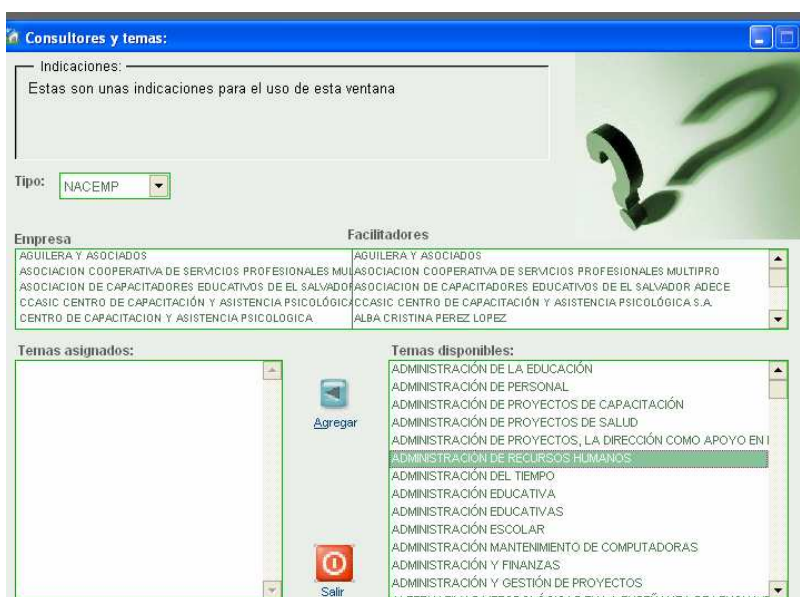 Consultores y temas:
Indicaciones:
Estas son unas indicaciones para el uso de esta ventana
Tipo: NACEMP
Empresa Facilitadores
AGUILERA Y ASOCIADOS AGUILERA Y ASOCIADOS
ASOCIACION COOPERATIVA DE SERVICIOS PROFESIONALES MUL ASOCIACION COOPERATIVA DE SERVICIOS PROFESIONALES MULTIPRO
ASOCIACION DE CAPACITADORES EDUCATIVOS DE EL SALVADOR ASOCIACION DE CAPACITADORES EDUCATIVOS DE EL SALVADOR ADECE
CCASIC CENTRO DE CAPACITACIÓN Y ASISTENCIA PSICOLÓGICA CCASIC CENTRO DE CAPACITACIÓN Y ASISTENCIA PSICOLÓGICA S.A.
CENTRO DE CAPACITACION Y ASISTENCIA PSICOLOGICA ALBA CRISTINA PEREZ LOPEZ
Temas asignados:
Agregar
Salir
Temas disponibles:
ADMINISTRACIÓN DE LA EDUCACIÓN
ADMINISTRACIÓN DE PERSONAL
ADMINISTRACIÓN DE PROYECTOS DE CAPACITACIÓN
ADMINISTRACIÓN DE PROYECTOS DE SALUD
ADMINISTRACIÓN DE PROYECTOS, LA DIRECCIÓN COMO APOYO EN
ADMINISTRACIÓN DE RECURSOS HUMANOS
ADMINISTRACIÓN DEL TIEMPO
ADMINISTRACIÓN EDUCATIVA
ADMINISTRACIÓN EDUCATIVAS
ADMINISTRACIÓN ESCOLAR
ADMINISTRACIÓN MANTENIMIENTO DE COMPUTADORAS
ADMINISTRACIÓN Y FINANZAS
ADMINISTRACIÓN Y GESTIÓN DE PROYECTOS